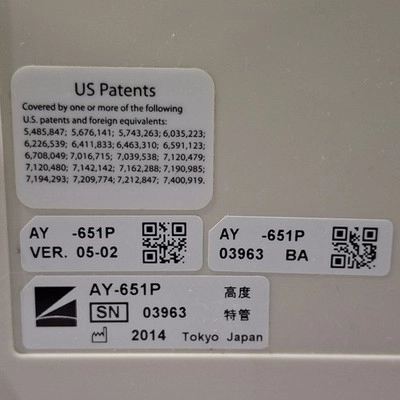 US Patents
Covered by one or more of the following
U.S. patents and foreign equivalents:
5,485,847; 5,676,141; 5,743,263; 6,035,223;
6,226,539; 6,411,833; 6,463,310; 6,591,123;
6,708,049; 7,016,715; 7,039,538; 7,120,479;
7,120,480; 7,142,142; 7,162,288; 7,190,985;
7,194,293; 7,209,774; 7,212,847; 7,400,919.
AY -651P
VER. 05-02
AY -651P
03963 BA
AY-651P 高度
SN 03963 特管
2014 Tokyo Japan